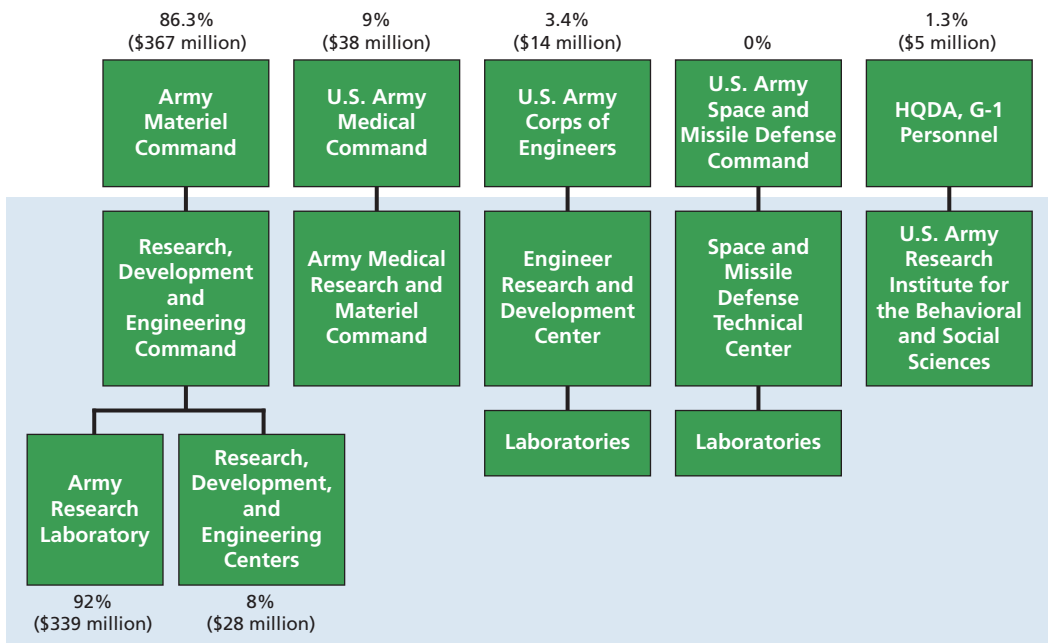 86.3%
($367 million)
9%
($38 million)
3.4%
($14 million)
0%
1.3%
($5 million)
Army
Materiel
Command
U.S. Army
Medical
Command
U.S. Army
Corps of
Engineers
U.S. Army
Space and
Missile Defense
Command
HQDA, G-1
Personnel
Research,
Development
and
Engineering
Command
Army Medical
Research and
Materiel
Command
Engineer
Research and
Development
Center
Space and
Missile
Defense
Technical
Center
U.S. Army
Research
Institute for
the Behavioral
and Social
Sciences
Laboratories
Laboratories
Army
Research
Laboratory
Research,
Development,
and
Engineering
Centers
92%
($339 million)
8%
($28 million)